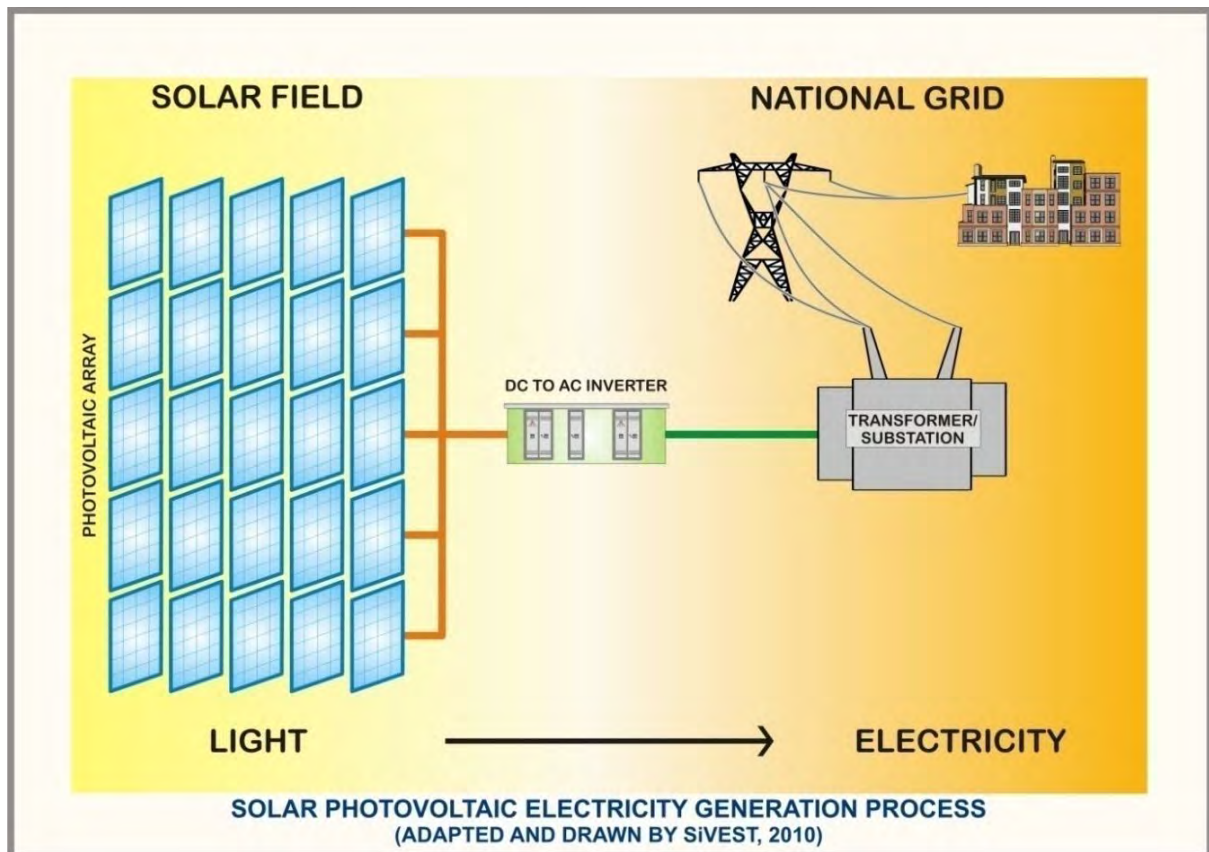 SOLAR FIELD
NATIONAL GRID
PHOTOVOLTAIC ARRAY
DC TO AC INVERTER
TRANSFORMER/
SUBSTATION
LIGHT
ELECTRICITY
SOLAR PHOTOVOLTAIC ELECTRICITY GENERATION PROCESS
(ADAPTED AND DRAWN BY SiVEST, 2010)